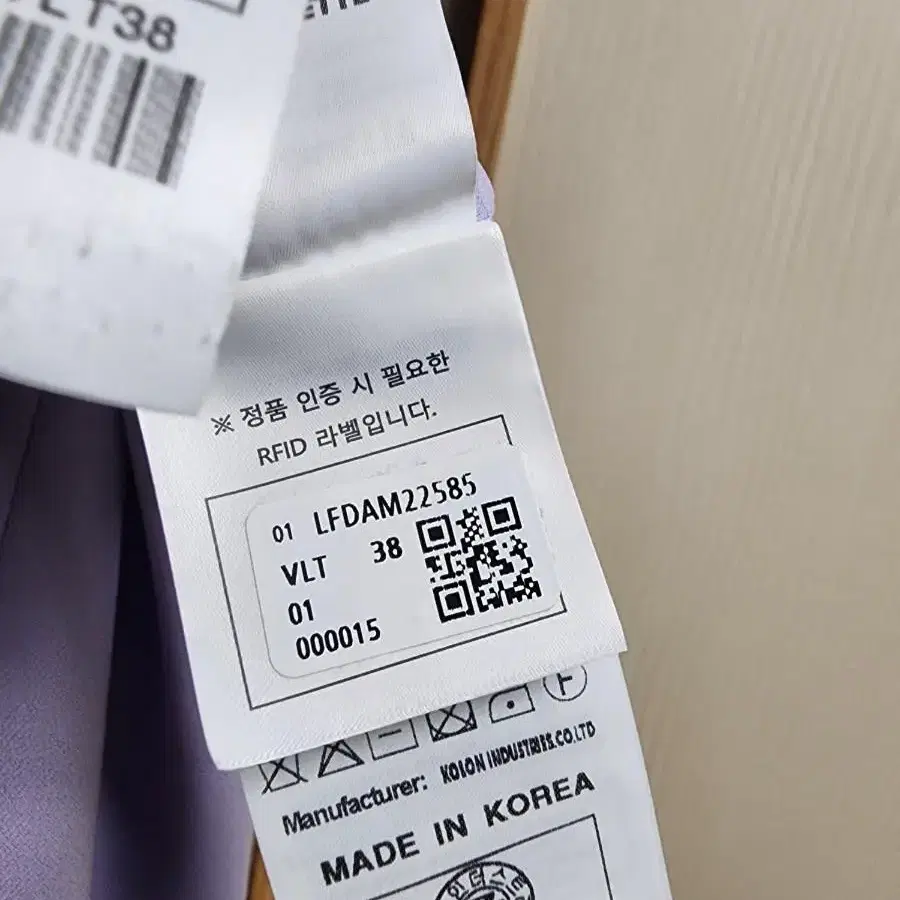 VLT38
※ 정품 인증 시 필요한
RFID 라벨입니다.
01 LFDAM22585
VLT 38
01
000015
F
Manufacturer: KOLON INDUSTRIES.CO.LTD
MADE IN KOREA